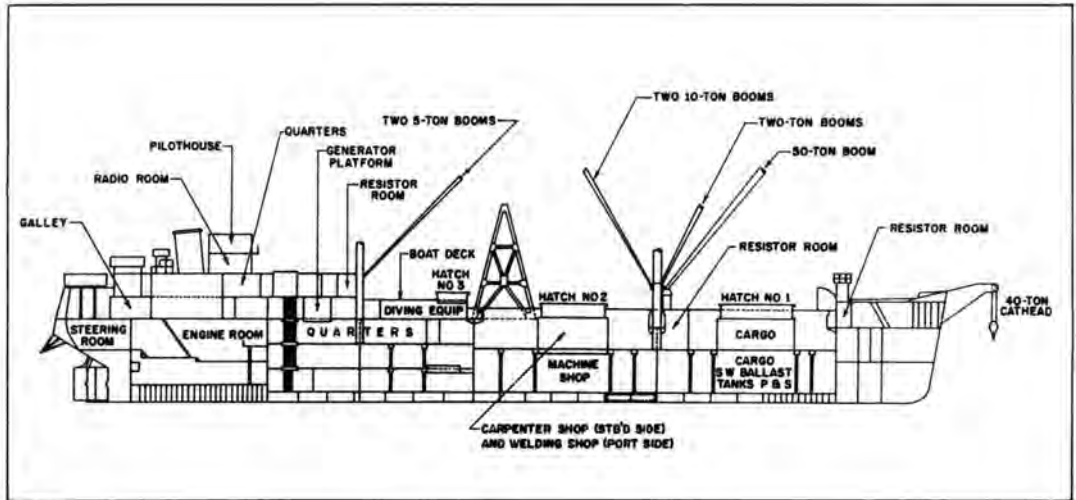 TWO 10-TON BOOMS
TWO 5-TON BOOMS
TWO-TON BOOMS
QUARTERS
50-TON BOOM
PILOTHOUSE
GENERATOR
PLATFORM
RADIO ROOM
RESISTOR
ROOM
GALLEY
RESISTOR ROOM
RESISTOR ROOM
BOAT DECK
HATCH
NO 3
HATCH NO 2
HATCH NO 1
40-TON
CATHEAD
DIVING EQUIP
STEERING
ROOM
ENGINE ROOM
QUARTERS
CARGO
MACHINE
SHOP
CARGO
SW BALLAST
TANKS P & S
CARPENTER SHOP (STB'D SIDE)
AND WELDING SHOP (PORT SIDE)